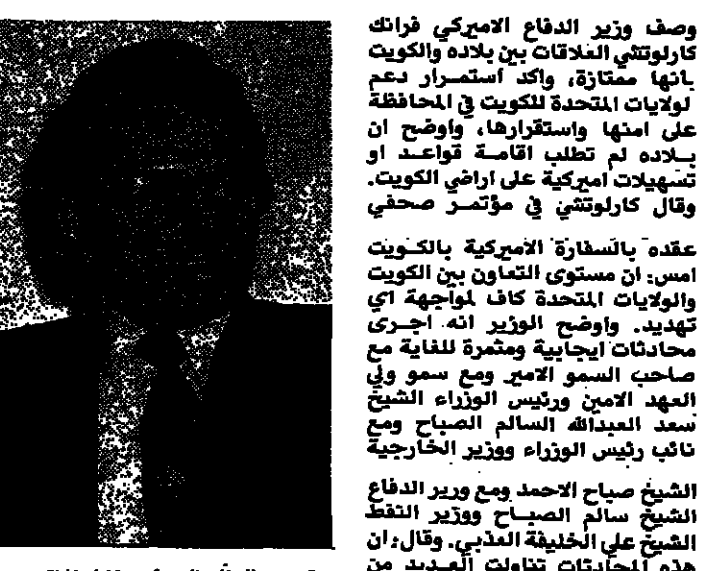 وصف وزير الدفاع الاميركي فرانك
كارلوتشي العلاقات بين بلاده والكويت
بانها ممتازة، واكد استمرار دعم
لولايات المتحدة للكويت في المحافظة
على امنها واستقرارها، واوضح ان
بلاده لم تطلب اقامة قواعد او
تسهيلات اميركية على اراضي الكويت.
وقال كارلوتشي في مؤتمر صحفي
عقده بالسفارة الاميركية بالكويت
امس: ان مستوى التعاون بين الكويت
والولايات المتحدة كاف لمواجهة اي
تهديد. واوضح الوزير انه اجرى
محادثات ايجابية ومثمرة للغاية مع
صاحب السمو الامير ومع سمو ولي
العهد الامين ورئيس الوزراء الشيخ
سعد العبدالله السالم الصباح ومع
نائب رئيس الوزراء ووزير الخارجية
الشيخ صباح الاحمد ومع وزير الدفاع
الشيخ سالم الصباح ووزير النفط
الشيخ علي الخليفة العذبي. وقال: ان
هذه المحادثات تناولت العديد من